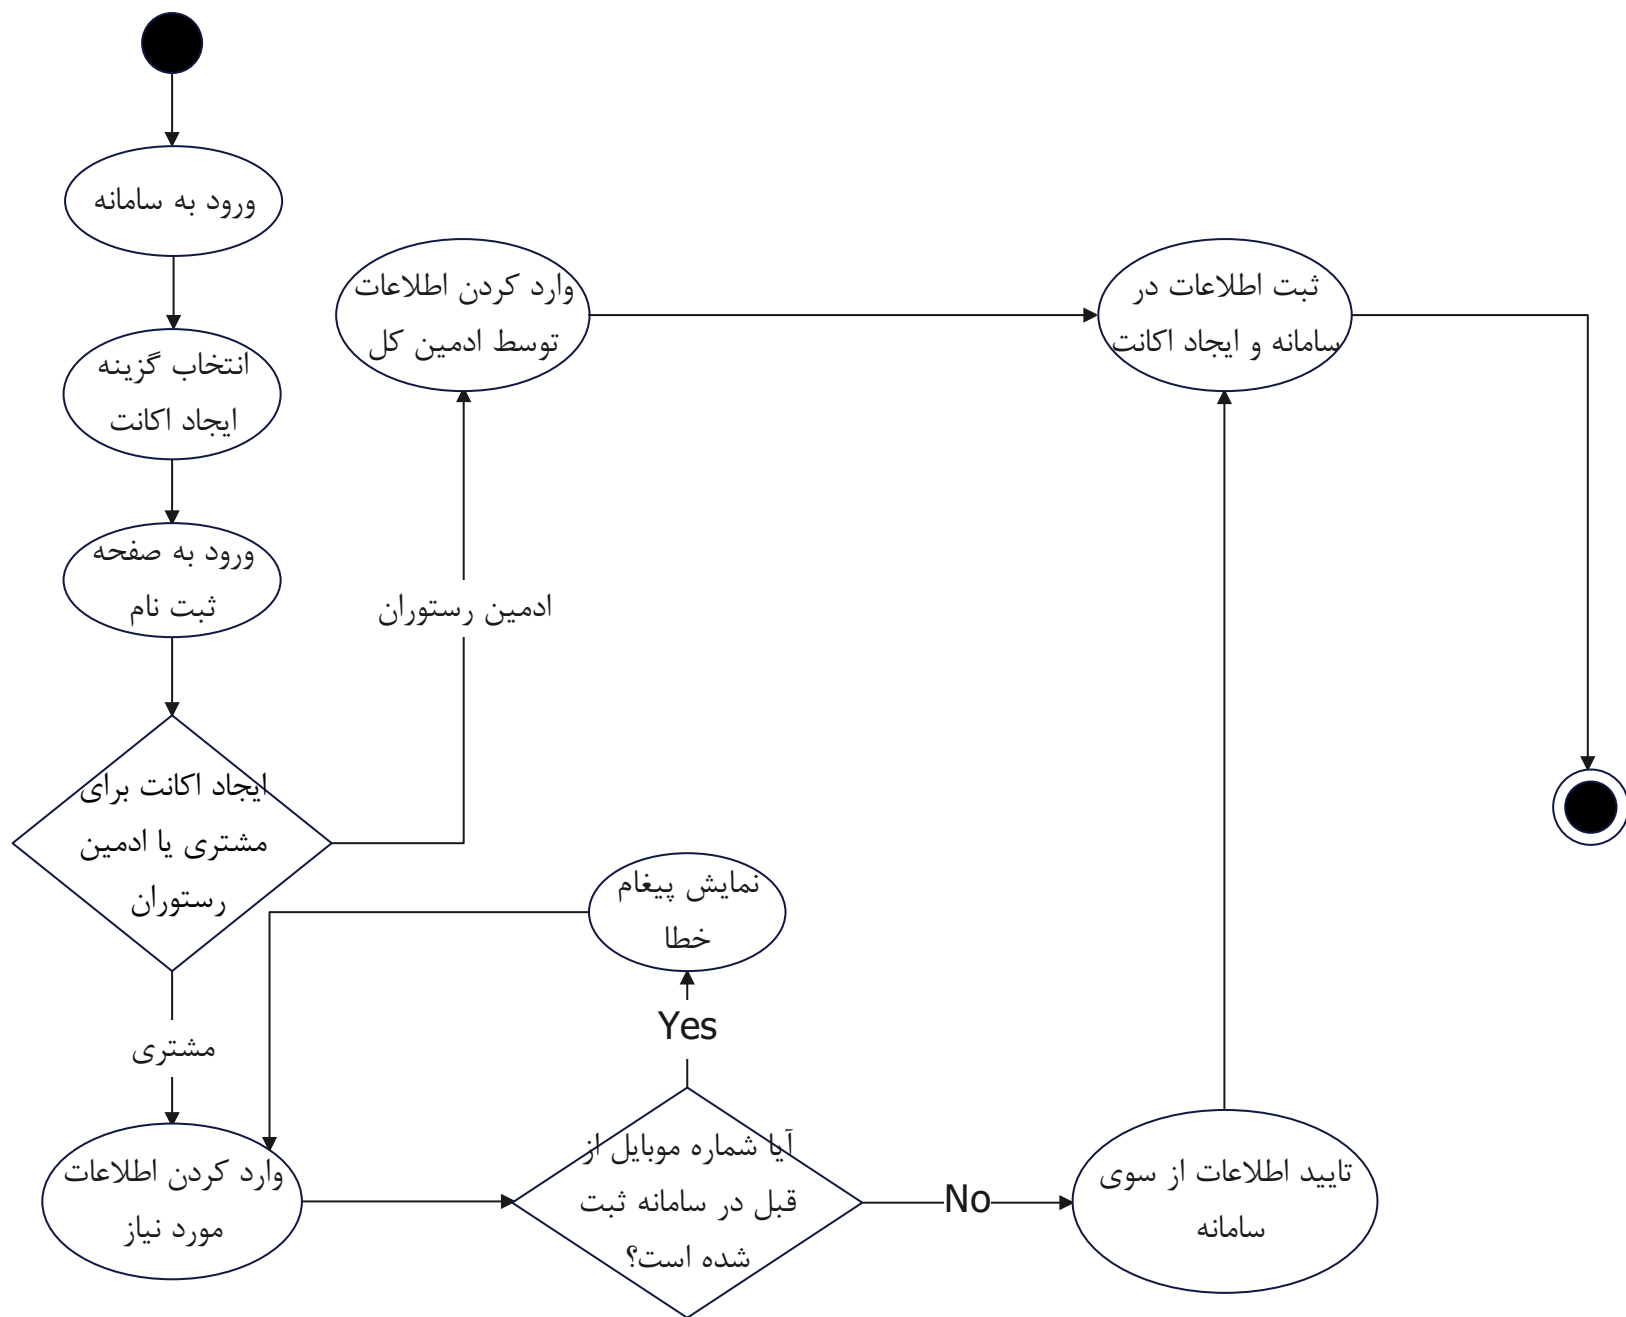 ورود به سامانه
انتخاب گزینه
ایجاد اکانت
ورود به صفحه
ثبت نام
ایجاد اکانت برای
مشتری یا ادمین
رستوران
ادمین رستوران
وارد کردن اطلاعات
توسط ادمین کل
ثبت اطلاعات در
سامانه و ایجاد اکانت
مشتری
وارد کردن اطلاعات
مورد نیاز
آیا شماره موبایل از
قبل در سامانه ثبت
شده است؟
Yes
نمایش پیغام
خطا
No
تایید اطلاعات از سوی
سامانه